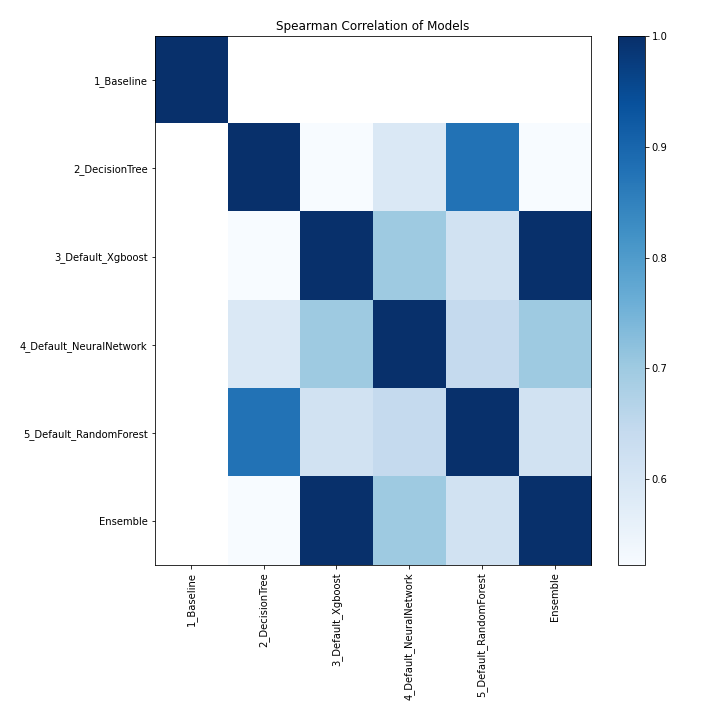 Spearman Correlation of Models
1_Baseline
2_DecisionTree
3_Default_Xgboost
4_Default_NeuralNetwork
5_Default_RandomForest
Ensemble
1_Baseline
2_DecisionTree
3_Default_Xgboost
4_Default_NeuralNetwork
5_Default_RandomForest
Ensemble
1.0
0.9
0.8
0.7
0.6